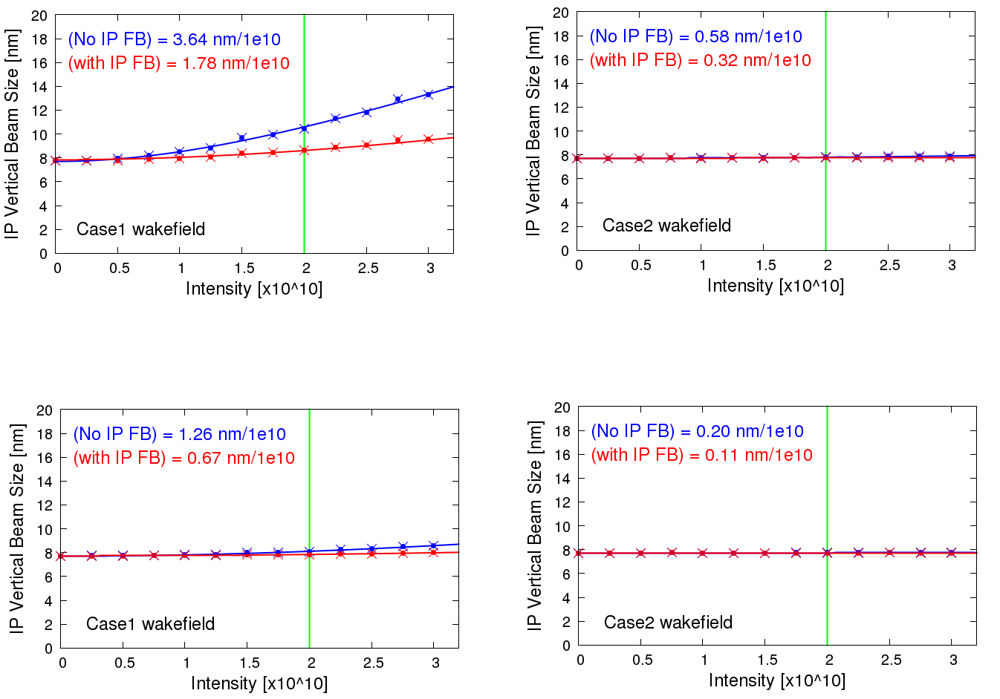 20
18
16
14
12
10
8
6
4
2
0
IP Vertical Beam Size [nm]
(No IP FB) = 3.64 nm/1e10
(with IP FB) = 1.78 nm/1e10
Case1 wakefield
0 0.5 1 1.5 2 2.5 3
Intensity [x10^10]
20
18
16
14
12
10
8
6
4
2
0
IP Vertical Beam Size [nm]
(No IP FB) = 0.58 nm/1e10
(with IP FB) = 0.32 nm/1e10
Case2 wakefield
0 0.5 1 1.5 2 2.5 3
Intensity [x10^10]
20
18
16
14
12
10
8
6
4
2
0
IP Vertical Beam Size [nm]
(No IP FB) = 1.26 nm/1e10
(with IP FB) = 0.67 nm/1e10
Case1 wakefield
0 0.5 1 1.5 2 2.5 3
Intensity [x10^10]
20
18
16
14
12
10
8
6
4
2
0
IP Vertical Beam Size [nm]
(No IP FB) = 0.20 nm/1e10
(with IP FB) = 0.11 nm/1e10
Case2 wakefield
0 0.5 1 1.5 2 2.5 3
Intensity [x10^10]